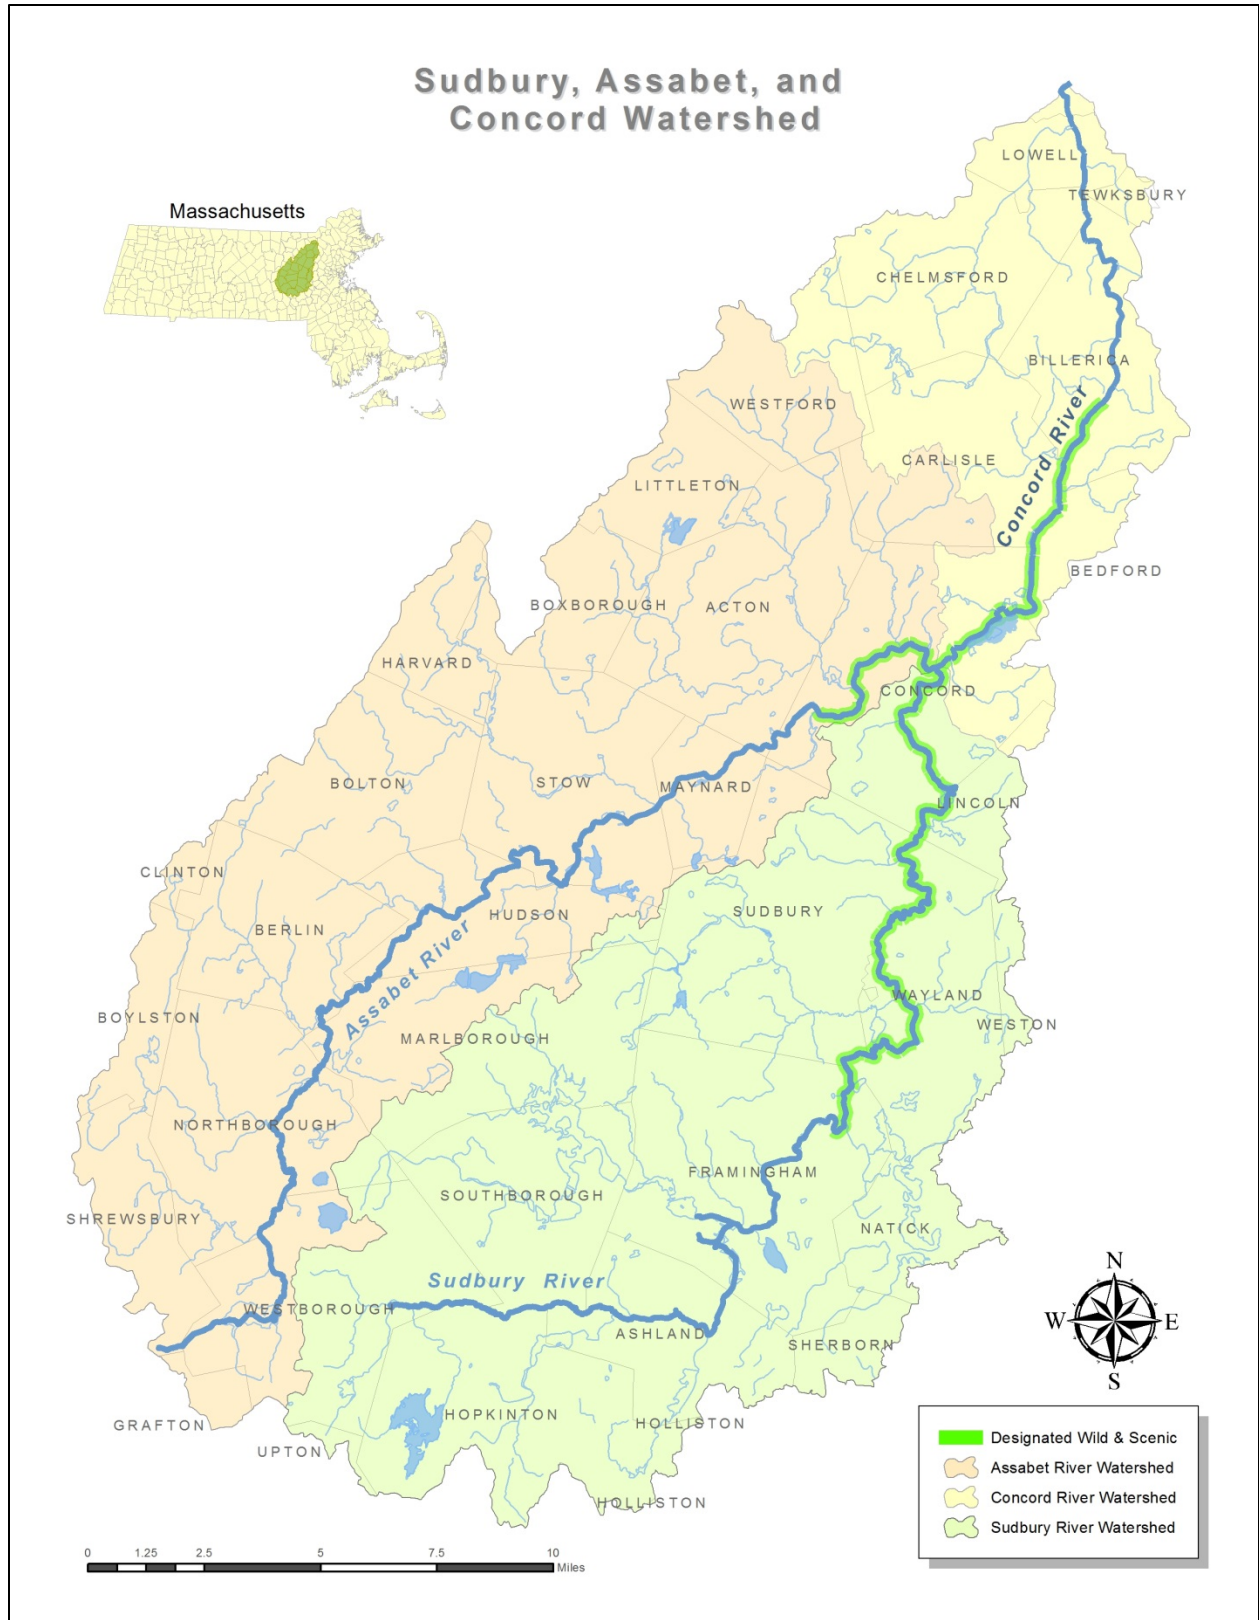 Sudbury, Assabet, and
Concord Watershed
Massachusetts
LOWELL
TEWKSBURY
CHELMSFORD
BILLERICA
WESTFORD
CARLISLE
Concord River
LITTLETON
BEDFORD
BOXBOROUGH
ACTON
HARVARD
CONCORD
BOLTON
STOW
MAYNARD
LINCOLN
CLINTON
HUDSON
SUDBURY
BERLIN
Assabet River
WAYLAND
BOYLSTON
WESTON
MARLBOROUGH
NORTHBOROUGH
FRAMINGHAM
SOUTHBOROUGH
SHREWSBURY
NATICK
Sudbury River
WESTBOROUGH
ASHLAND
SHERBORN
N
W
E
S
GRAFTON
HOPKINTON
HOLLISTON
UPTON
HOLLISTON
Designated Wild & Scenic
Assabet River Watershed
Concord River Watershed
Sudbury River Watershed
0 1.25 2.5 5 7.5 10
Miles